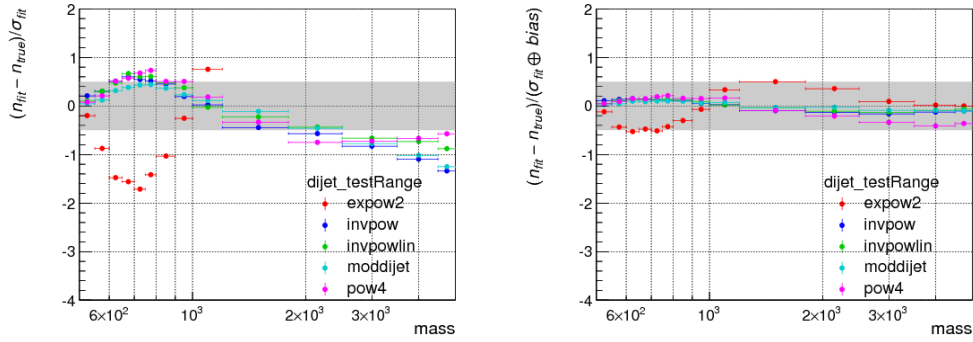 (n_fit − n_true)/σ_fit
2
1
0
-1
-2
-3
-4
dijet_testRange
expow2
invpow
invpowlin
moddijet
pow4
6×10² 10³ 2×10³ 3×10³
mass
(n_fit − n_true)/(σ_fit ⊕ bias)
2
1
0
-1
-2
-3
-4
dijet_testRange
expow2
invpow
invpowlin
moddijet
pow4
6×10² 10³ 2×10³ 3×10³
mass